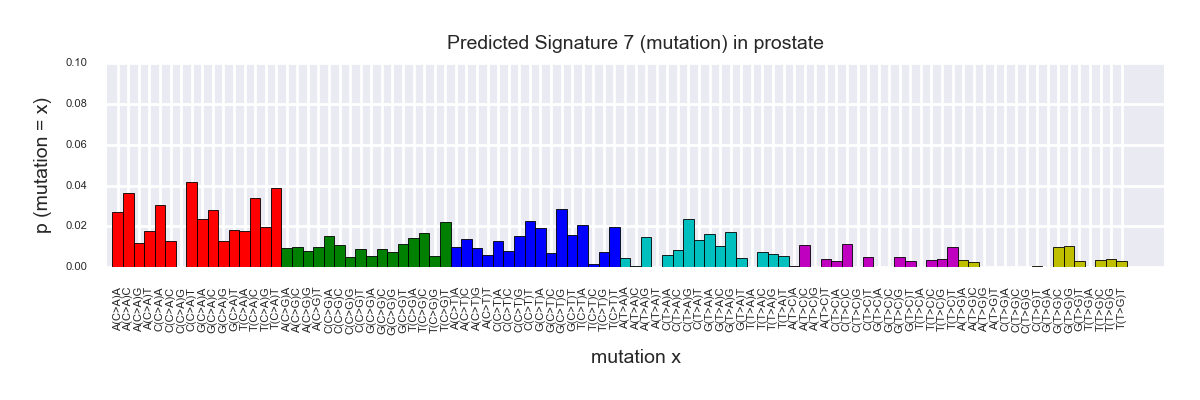 Predicted Signature 7 (mutation) in prostate
p (mutation = x)
0.10
0.08
0.06
0.04
0.02
0.00
A(C>A)A
A(C>A)C
A(C>A)G
A(C>A)T
C(C>A)A
C(C>A)C
C(C>A)G
C(C>A)T
G(C>A)A
G(C>A)C
G(C>A)G
G(C>A)T
T(C>A)A
T(C>A)C
T(C>A)G
T(C>A)T
A(C>G)A
A(C>G)C
A(C>G)G
A(C>G)T
C(C>G)A
C(C>G)C
C(C>G)G
C(C>G)T
G(C>G)A
G(C>G)C
G(C>G)G
G(C>G)T
T(C>G)A
T(C>G)C
T(C>G)G
T(C>G)T
A(C>T)A
A(C>T)C
A(C>T)G
A(C>T)T
C(C>T)A
C(C>T)C
C(C>T)G
C(C>T)T
G(C>T)A
G(C>T)C
G(C>T)G
G(C>T)T
T(C>T)A
T(C>T)C
T(C>T)G
T(C>T)T
A(T>A)A
A(T>A)C
A(T>A)G
A(T>A)T
C(T>A)A
C(T>A)C
C(T>A)G
C(T>A)T
G(T>A)A
G(T>A)C
G(T>A)G
G(T>A)T
T(T>A)A
T(T>A)C
T(T>A)G
T(T>A)T
A(T>C)A
A(T>C)C
A(T>C)G
A(T>C)T
C(T>C)A
C(T>C)C
C(T>C)G
C(T>C)T
G(T>C)A
G(T>C)C
G(T>C)G
G(T>C)T
T(T>C)A
T(T>C)C
T(T>C)G
T(T>C)T
A(T>G)A
A(T>G)C
A(T>G)G
A(T>G)T
C(T>G)A
C(T>G)C
C(T>G)G
C(T>G)T
G(T>G)A
G(T>G)C
G(T>G)G
G(T>G)T
T(T>G)A
T(T>G)C
T(T>G)G
T(T>G)T
mutation x